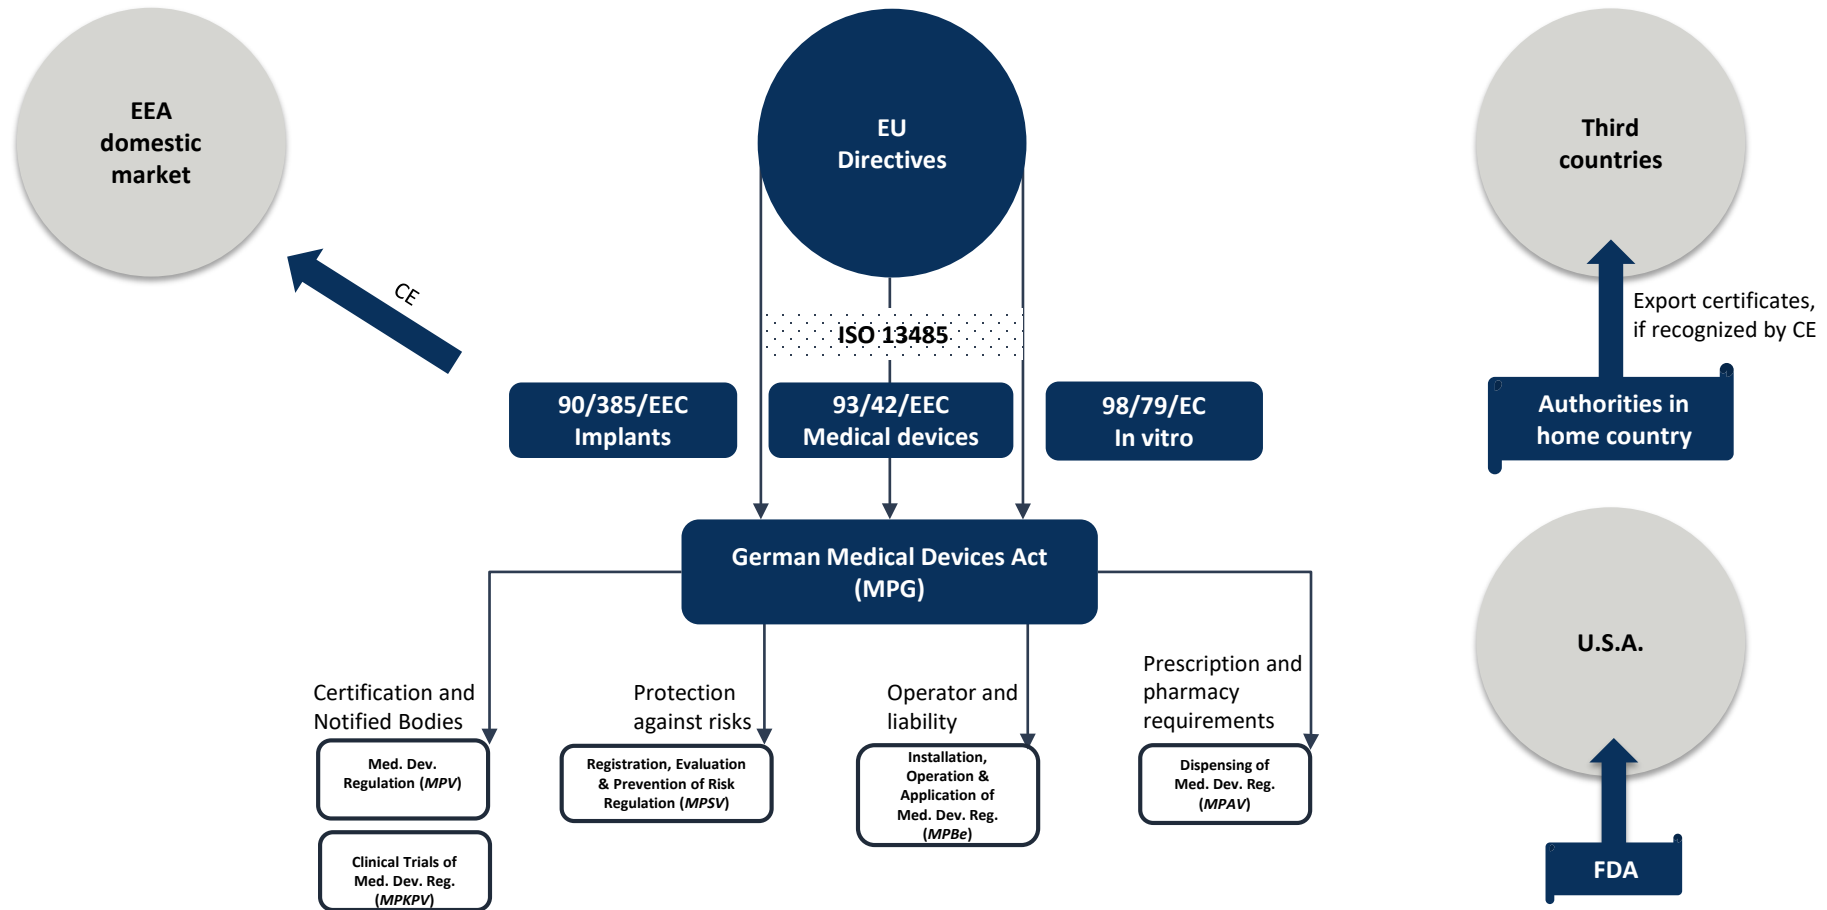 EEA
domestic
market
EU
Directives
Third
countries
CE
ISO 13485
Export certificates,
if recognized by CE
90/385/EEC
Implants
93/42/EEC
Medical devices
98/79/EC
In vitro
Authorities in
home country
German Medical Devices Act
(MPG)
U.S.A.
Certification and
Notified Bodies
Protection
against risks
Operator and
liability
Prescription and
pharmacy
requirements
Med. Dev.
Regulation (MPV)
Registration, Evaluation
& Prevention of Risk
Regulation (MPSV)
Installation,
Operation &
Application of
Med. Dev. Reg.
(MPBe)
Dispensing of
Med. Dev. Reg.
(MPAV)
Clinical Trials of
Med. Dev. Reg.
(MPKPV)
FDA